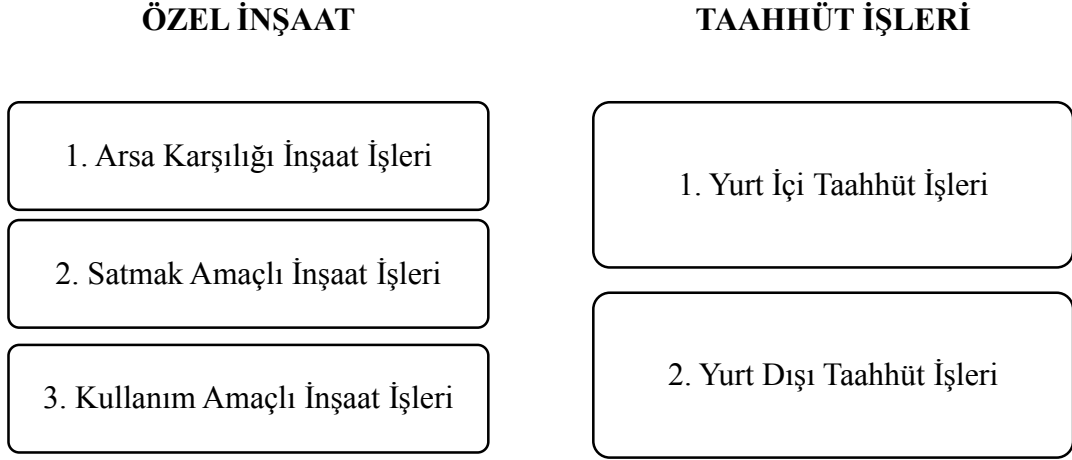 ÖZEL İNŞAAT
1. Arsa Karşılığı İnşaat İşleri
2. Satmak Amaçlı İnşaat İşleri
3. Kullanım Amaçlı İnşaat İşleri
TAAHHÜT İŞLERİ
1. Yurt İçi Taahhüt İşleri
2. Yurt Dışı Taahhüt İşleri